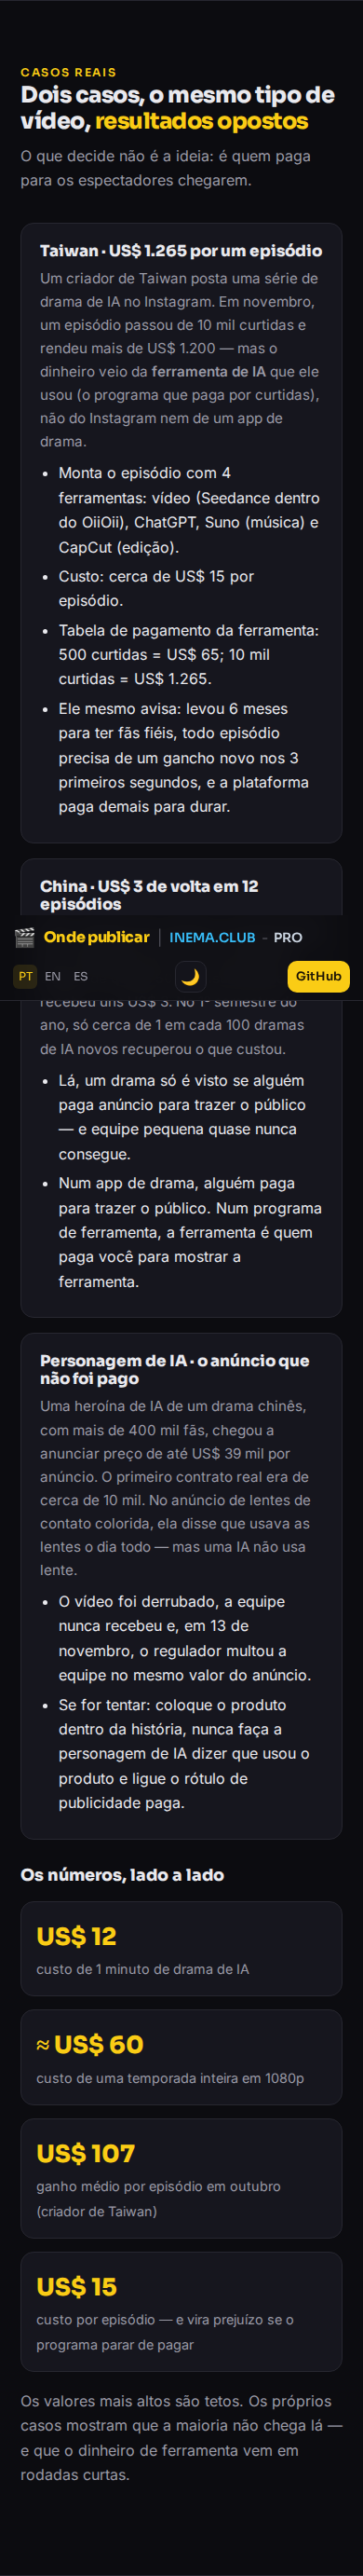 CASOS REAIS
Dois casos, o mesmo tipo de
vídeo, resultados opostos
O que decide não é a ideia: é quem paga
para os espectadores chegarem.
Taiwan · US$ 1.265 por um episódio
Um criador de Taiwan posta uma série de
drama de IA no Instagram. Em novembro,
um episódio passou de 10 mil curtidas e
rendeu mais de US$ 1.200 — mas o
dinheiro veio da ferramenta de IA que ele
usou (o programa que paga por curtidas),
não do Instagram nem de um app de
drama.
• Monta o episódio com 4
ferramentas: vídeo (Seedance dentro
do OiiOii), ChatGPT, Suno (música) e
CapCut (edição).
• Custo: cerca de US$ 15 por
episódio.
• Tabela de pagamento da ferramenta:
500 curtidas = US$ 65; 10 mil
curtidas = US$ 1.265.
• Ele mesmo avisa: levou 6 meses
para ter fãs fiéis, todo episódio
precisa de um gancho novo nos 3
primeiros segundos, e a plataforma
paga demais para durar.
China · US$ 3 de volta em 12
episódios
🎬 Onde publicar | INEMA.CLUB - PRO
PT EN ES 🌙 GitHub
recebeu uns US$ 3. No 1º semestre do
ano, só cerca de 1 em cada 100 dramas
de IA novos recuperou o que custou.
• Lá, um drama só é visto se alguém
paga anúncio para trazer o público
— e equipe pequena quase nunca
consegue.
• Num app de drama, alguém paga
para trazer o público. Num programa
de ferramenta, a ferramenta é quem
paga você para mostrar a
ferramenta.
Personagem de IA · o anúncio que
não foi pago
Uma heroína de IA de um drama chinês,
com mais de 400 mil fãs, chegou a
anunciar preço de até US$ 39 mil por
anúncio. O primeiro contrato real era de
cerca de 10 mil. No anúncio de lentes de
contato colorida, ela disse que usava as
lentes o dia todo — mas uma IA não usa
lente.
• O vídeo foi derrubado, a equipe
nunca recebeu e, em 13 de
novembro, o regulador multou a
equipe no mesmo valor do anúncio.
• Se for tentar: coloque o produto
dentro da história, nunca faça a
personagem de IA dizer que usou o
produto e ligue o rótulo de
publicidade paga.
Os números, lado a lado
US$ 12
custo de 1 minuto de drama de IA
≈ US$ 60
custo de uma temporada inteira em 1080p
US$ 107
ganho médio por episódio em outubro
(criador de Taiwan)
US$ 15
custo por episódio — e vira prejuízo se o
programa parar de pagar
Os valores mais altos são tetos. Os próprios
casos mostram que a maioria não chega lá —
e que o dinheiro de ferramenta vem em
rodadas curtas.